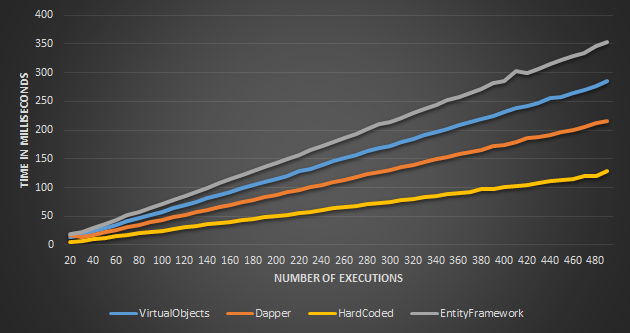 400
350
300
250
200
150
100
50
0
TIME IN MILLISECONDS
20 40 60 80 100 120 140 160 180 200 220 240 260 280 300 320 340 360 380 400 420 440 460 480
NUMBER OF EXECUTIONS
VirtualObjects Dapper HardCoded EntityFramework